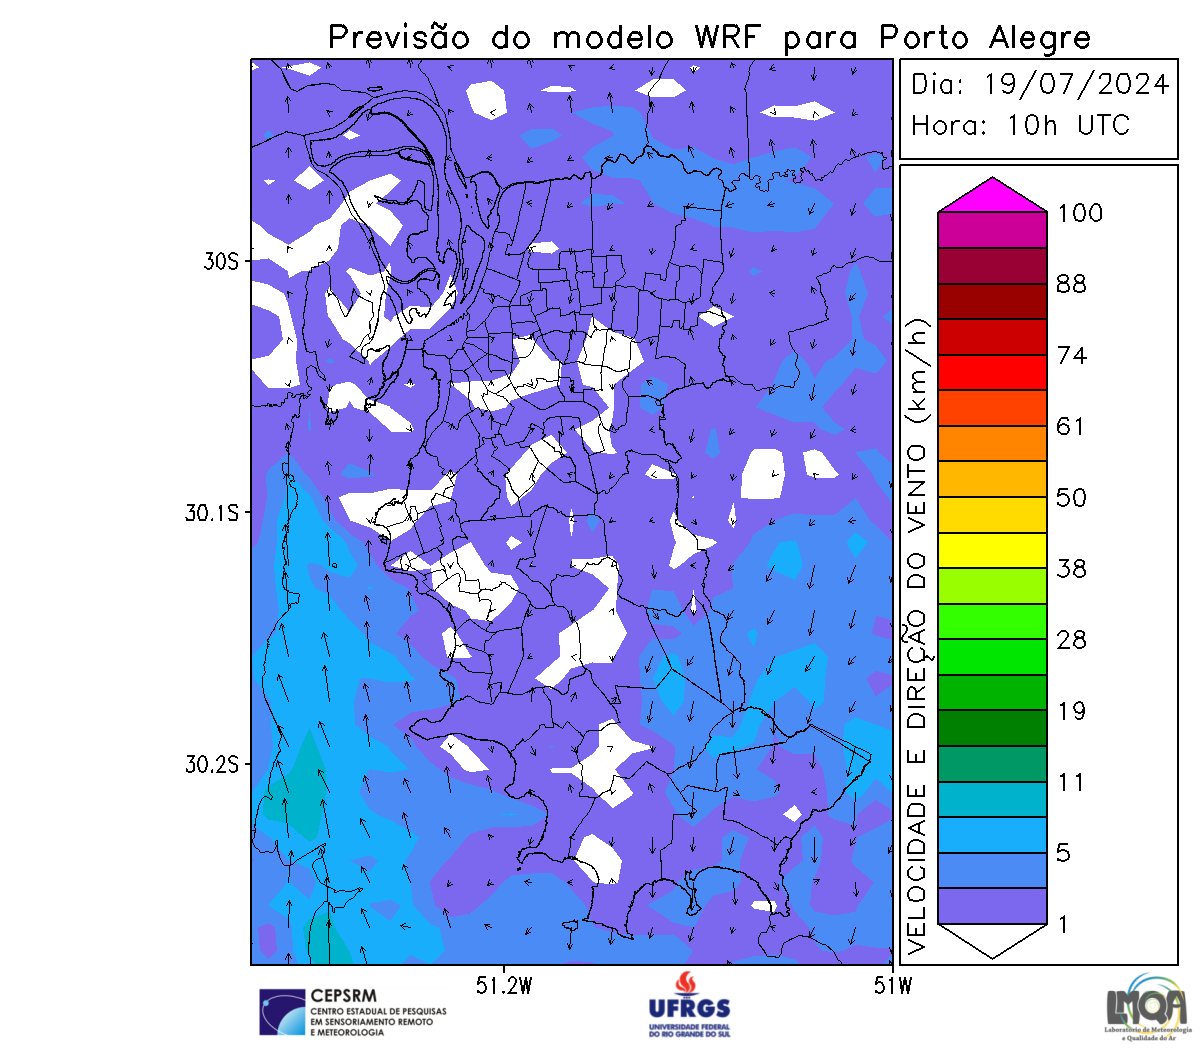 Previsão do modelo WRF para Porto Alegre
Dia: 19/07/2024
Hora: 10h UTC
30S
30.1S
30.2S
51.2W
51W
VELOCIDADE E DIREÇÃO DO VENTO (km/h)
100
88
74
61
50
38
28
19
11
5
1
CEPSRM
CENTRO ESTADUAL DE PESQUISAS
EM SENSORIAMENTO REMOTO
E METEOROLOGIA
UFRGS
UNIVERSIDADE FEDERAL
DO RIO GRANDE DO SUL
LMQA
Laboratório de Meteorologia
e Qualidade do Ar